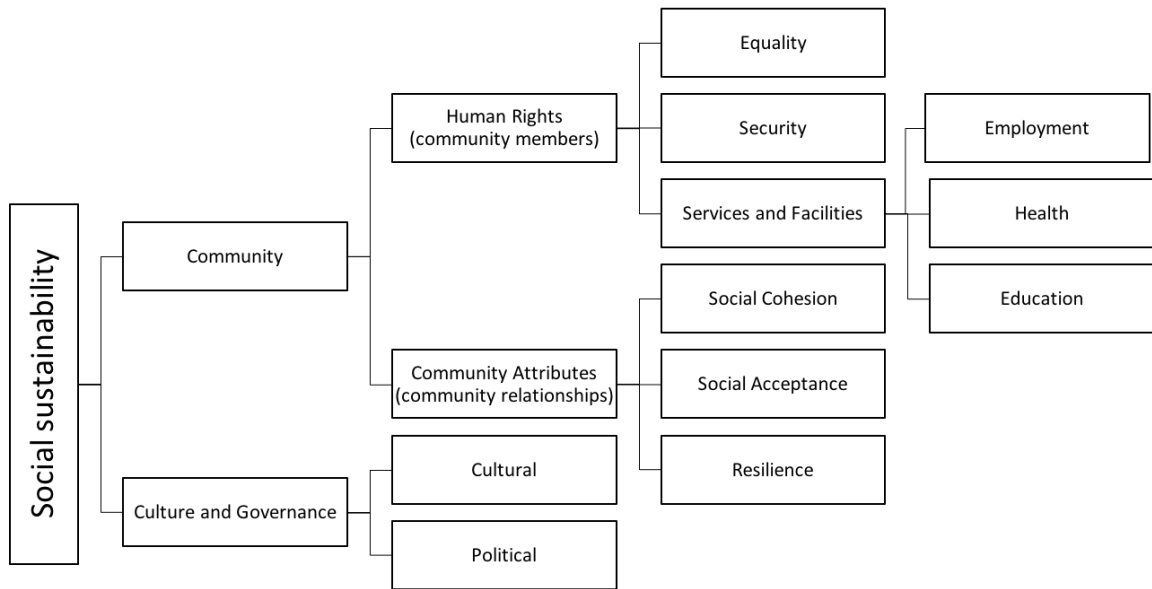 Social sustainability
Community
Human Rights
(community members)
Equality
Security
Services and Facilities
Employment
Health
Education
Community Attributes
(community relationships)
Social Cohesion
Social Acceptance
Resilience
Culture and Governance
Cultural
Political